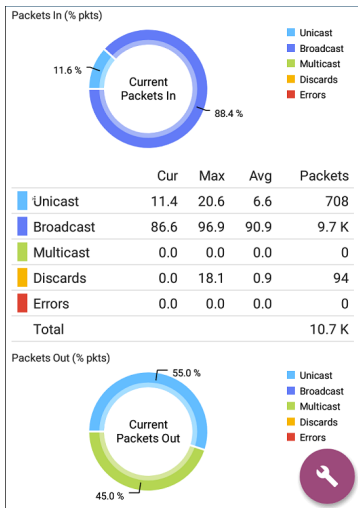 Packets In (% pkts)
11.6 %
Current
Packets In
88.4 %
Unicast
Broadcast
Multicast
Discards
Errors
Cur Max Avg Packets
Unicast 11.4 20.6 6.6 708
Broadcast 86.6 96.9 90.9 9.7 K
Multicast 0.0 0.0 0.0 0
Discards 0.0 18.1 0.9 94
Errors 0.0 0.0 0.0 0
Total 10.7 K
Packets Out (% pkts)
55.0 %
Current
Packets Out
45.0 %
Unicast
Broadcast
Multicast
Discards
Errors